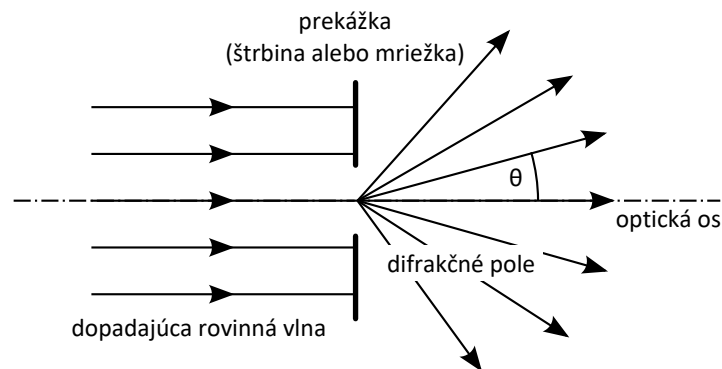 prekážka
(štrbina alebo mriežka)
θ
optická os
difrakčné pole
dopadajúca rovinná vlna